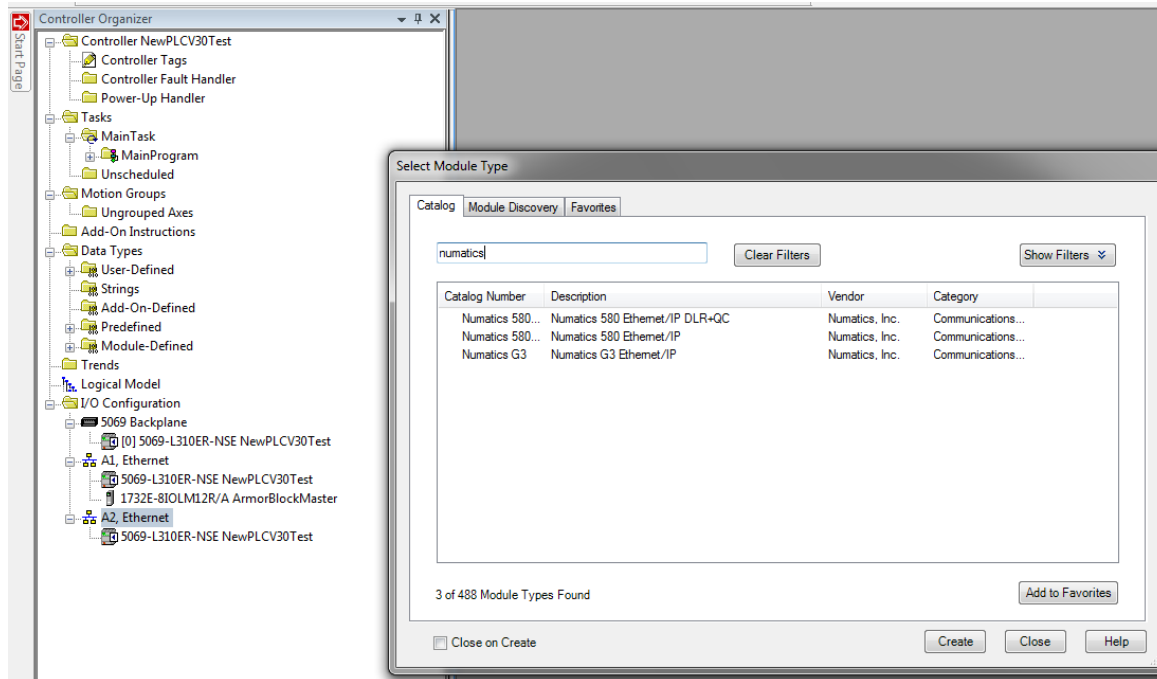 Start Page
Controller Organizer
Controller NewPLCV30Test
Controller Tags
Controller Fault Handler
Power-Up Handler
Tasks
MainTask
MainProgram
Unscheduled
Motion Groups
Ungrouped Axes
Add-On Instructions
Data Types
User-Defined
Strings
Add-On-Defined
Predefined
Module-Defined
Trends
Logical Model
I/O Configuration
5069 Backplane
[0] 5069-L310ER-NSE NewPLCV30Test
A1, Ethernet
5069-L310ER-NSE NewPLCV30Test
1732E-8IOLM12R/A ArmorBlockMaster
A2, Ethernet
5069-L310ER-NSE NewPLCV30Test
Select Module Type
Catalog Module Discovery Favorites
numatics Clear Filters Show Filters
Catalog Number Description Vendor Category
Numatics 580... Numatics 580 Ethernet/IP DLR+QC Numatics, Inc. Communications...
Numatics 580... Numatics 580 Ethernet/IP Numatics, Inc. Communications...
Numatics G3 Numatics G3 Ethernet/IP Numatics, Inc. Communications...
3 of 488 Module Types Found Add to Favorites
Close on Create Create Close Help